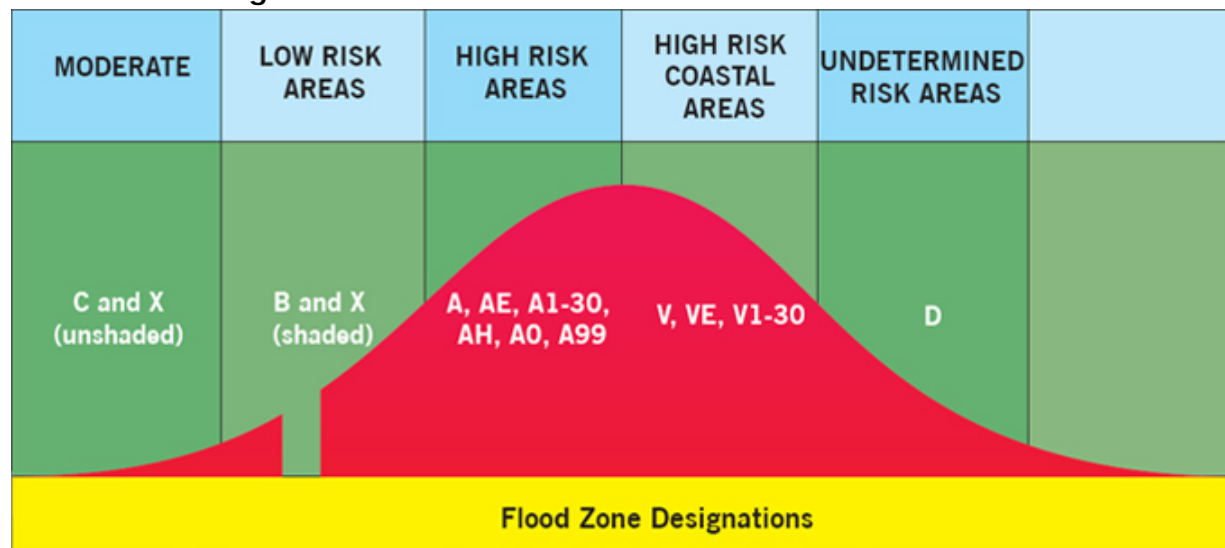 MODERATE
LOW RISK
AREAS
HIGH RISK
AREAS
HIGH RISK
COASTAL
AREAS
UNDETERMINED
RISK AREAS
C and X
(unshaded)
B and X
(shaded)
A, AE, A1-30,
AH, A0, A99
V, VE, V1-30
D
Flood Zone Designations